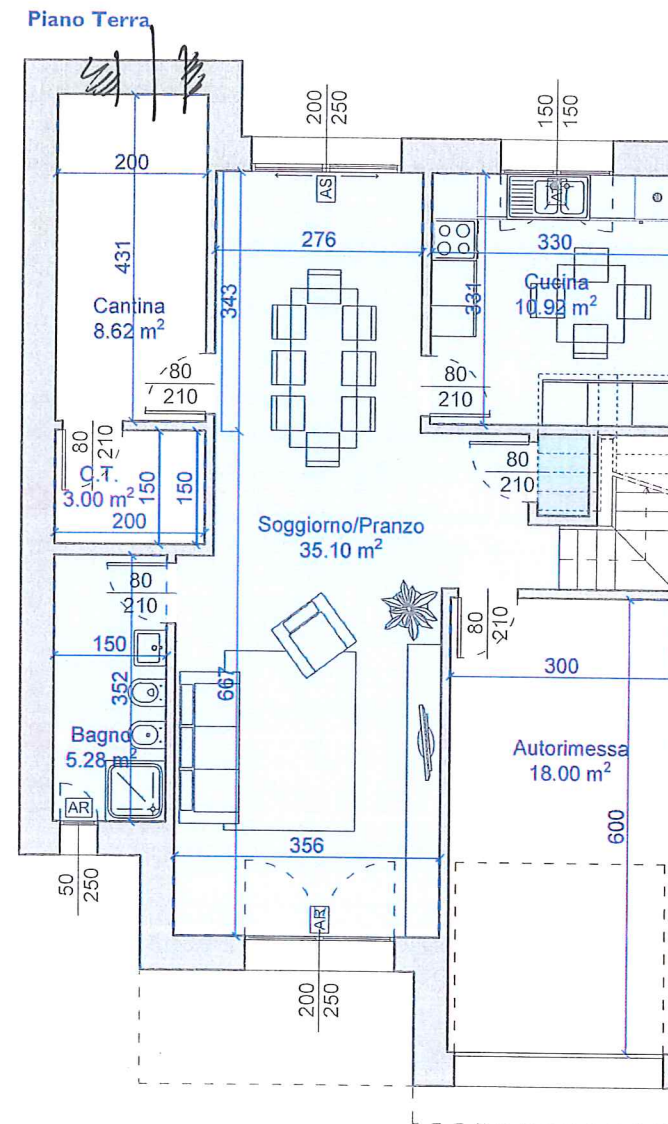 Piano Terra
200
250
150
150
200
AS
276
330
431
343
331
Cucina
10.92 m²
Cantina
8.62 m²
80
210
80
210
80
210
80
210
C.T.
3.00 m²
150
150
200
Soggiorno/Pranzo
35.10 m²
80
210
80
210
150
300
352
667
Bagno
5.28 m²
Autorimessa
18.00 m²
AR
600
356
50
250
AR
200
250